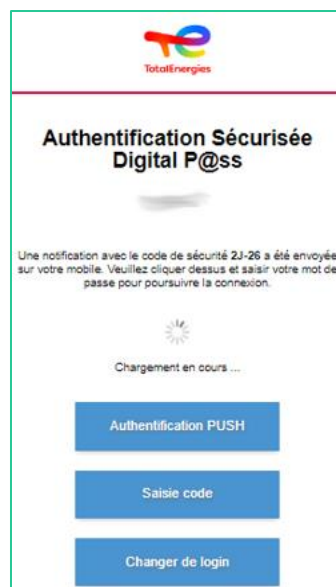 TotalEnergies
Authentification Sécurisée
Digital P@ss
Une notification avec le code de sécurité 2J-26 a été envoyée
sur votre mobile. Veuillez cliquer dessus et saisir votre mot de
passe pour poursuivre la connexion.
Chargement en cours ...
Authentification PUSH
Saisie code
Changer de login